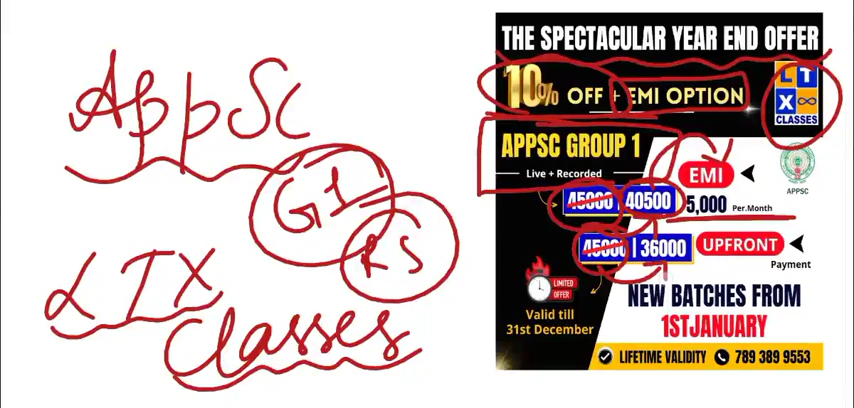 AppSC
G1
RS
LTX
Classes
THE SPECTACULAR YEAR END OFFER
10% OFF + EMI OPTION
L T
X ∞
CLASSES
APPSC GROUP 1
Live + Recorded
EMI
APPSC
45000 | 40500
5,000 Per.Month
45000 | 36000
UPFRONT
Payment
LIMITED
OFFER
Valid till
31st December
NEW BATCHES FROM
1STJANUARY
LIFETIME VALIDITY
789 389 9553